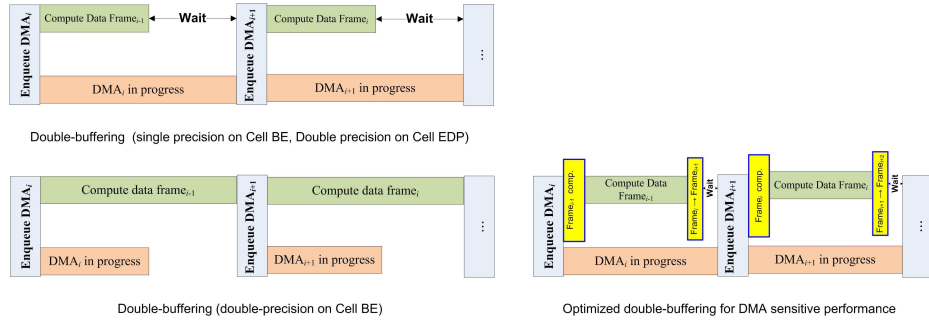 Enqueue DMAi
Compute Data Framei-1
Wait
Enqueue DMAi+1
Compute Data Framei
Wait
...
DMAi in progress
DMAi+1 in progress
Double-buffering (single precision on Cell BE, Double precision on Cell EDP)
Enqueue DMAi
Compute data framei-1
Enqueue DMAi+1
Compute data framei
...
DMAi in progress
DMAi+1 in progress
Double-buffering (double-precision on Cell BE)
Enqueue DMAi
Framei-1 comp.
Compute Data
Framei-1
Framei → Framei+1
Wait
Enqueue DMAi+1
Framei comp.
Compute Data Framei
Framei+1 → Framei+2
Wait
...
DMAi in progress
DMAi+1 in progress
Optimized double-buffering for DMA sensitive performance